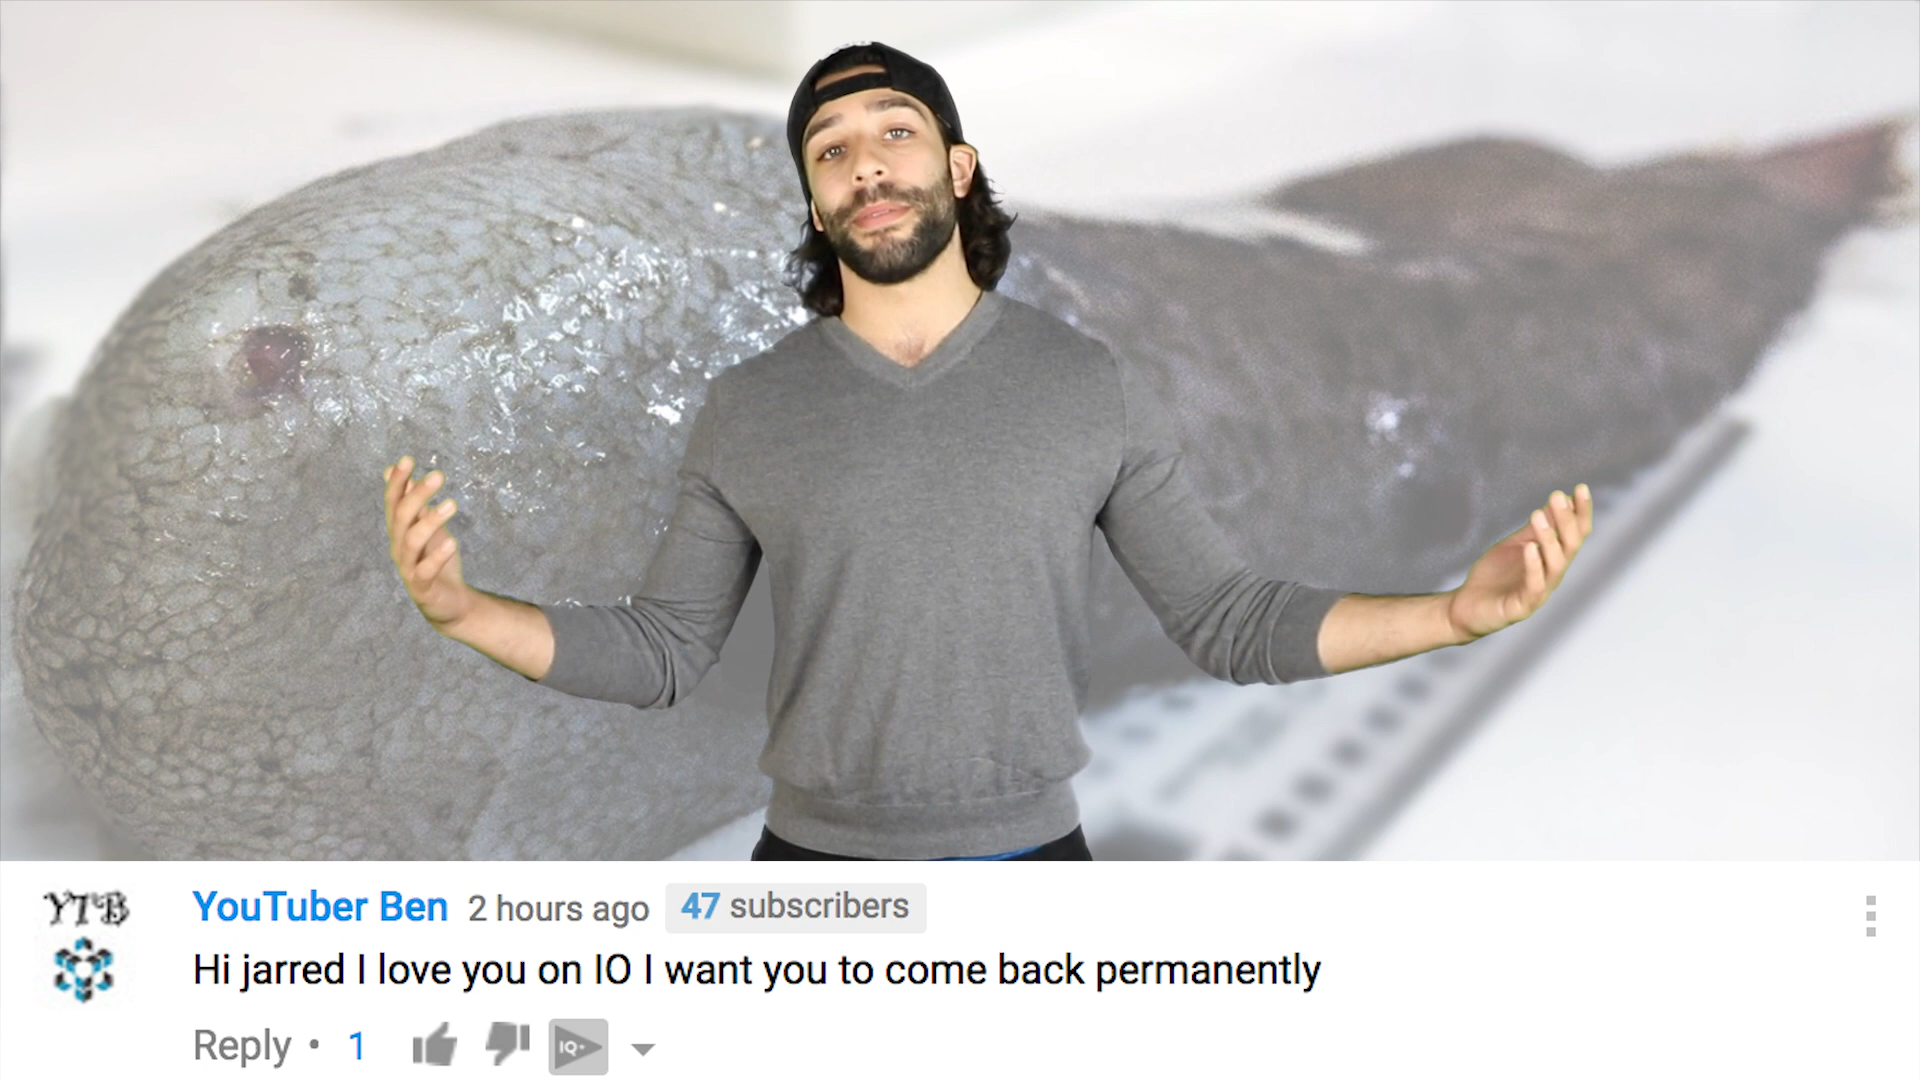 YTB
YouTuber Ben 2 hours ago 47 subscribers
Hi jarred I love you on IO I want you to come back permanently
Reply • 1 IQ+